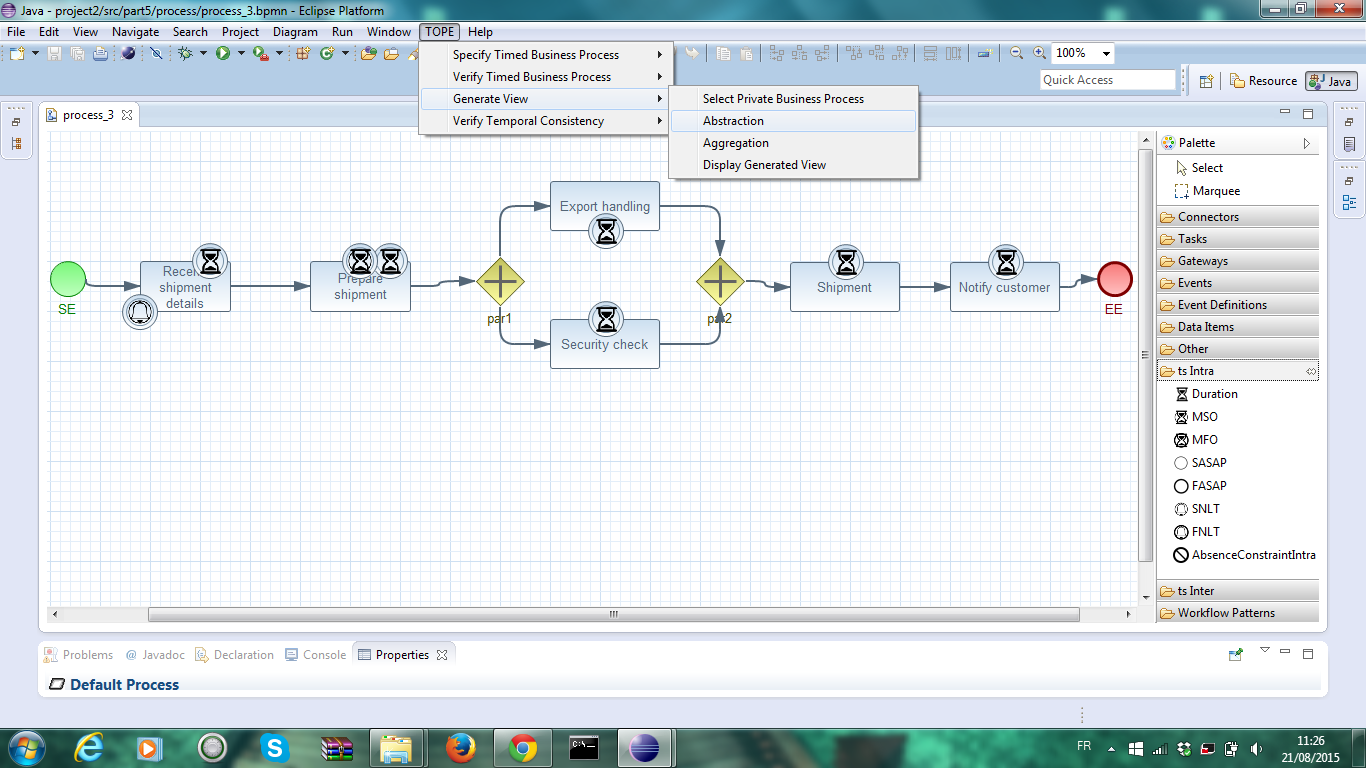 Java - project2/src/part5/process/process_3.bpmn - Eclipse Platform
File Edit View Navigate Search Project Diagram Run Window TOPE Help
100%
Quick Access
Resource
Java
Specify Timed Business Process
Verify Timed Business Process
Generate View
Verify Temporal Consistency
Select Private Business Process
Abstraction
Aggregation
Display Generated View
process_3
SE
shipment
details
Prepare
shipment
par1
Export handling
Security check
par2
Shipment
Notify customer
EE
Palette
Select
Marquee
Connectors
Tasks
Gateways
Events
Event Definitions
Data Items
Other
ts Intra
Duration
MSO
MFO
SASAP
FASAP
SNLT
FNLT
AbsenceConstraintIntra
ts Inter
Workflow Patterns
Problems @ Javadoc Declaration Console Properties
Default Process
C:\_
FR
11:26
21/08/2015